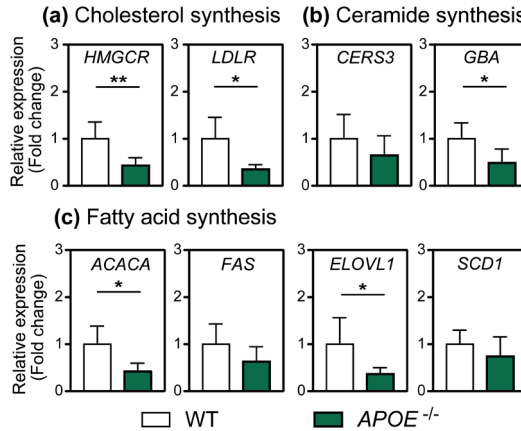 (a) Cholesterol synthesis
(b) Ceramide synthesis
Relative expression
(Fold change)
3
2
1
0
HMGCR
**
3
2
1
0
LDLR
*
3
2
1
0
CERS3
3
2
1
0
GBA
*
(c) Fatty acid synthesis
Relative expression
(Fold change)
3
2
1
0
ACACA
*
3
2
1
0
FAS
3
2
1
0
ELOVL1
*
3
2
1
0
SCD1
WT
APOE -/-